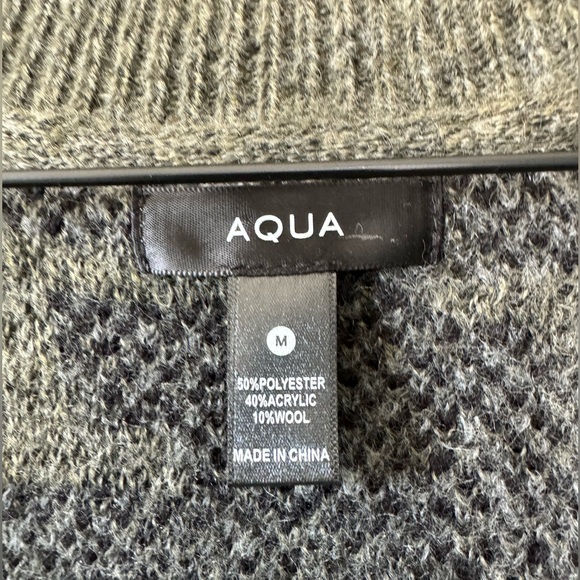 AQUA
M
50%POLYESTER
40%ACRYLIC
10%WOOL
MADE IN CHINA